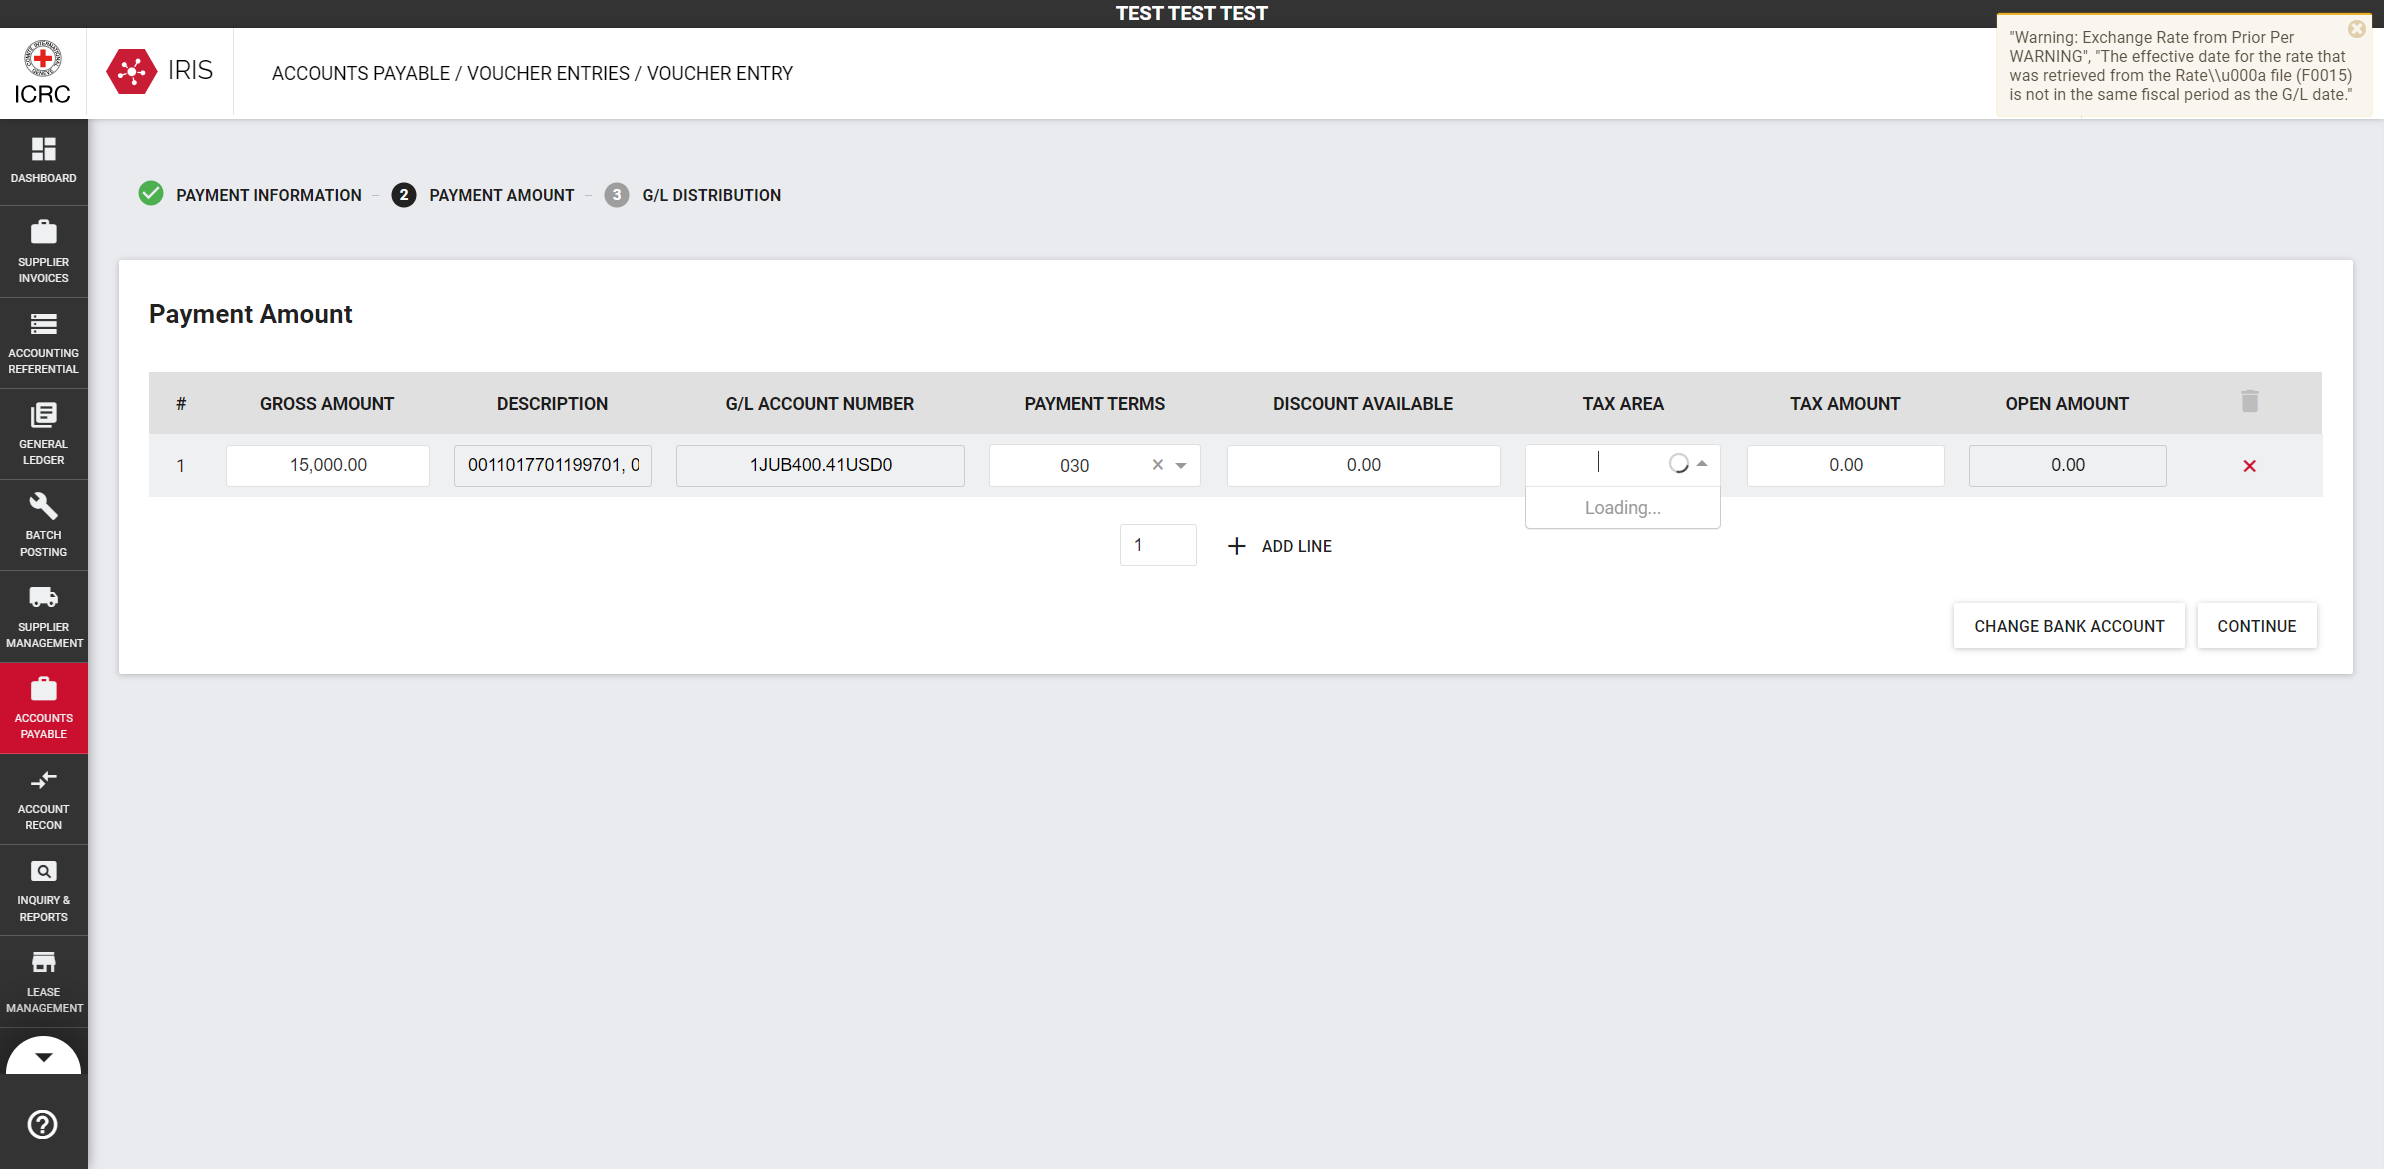 TEST TEST TEST
ICRC
IRIS
ACCOUNTS PAYABLE / VOUCHER ENTRIES / VOUCHER ENTRY
"Warning: Exchange Rate from Prior Per
WARNING", "The effective date for the rate that
was retrieved from the Rate\\u000a file (F0015)
is not in the same fiscal period as the G/L date."
DASHBOARD
SUPPLIER
INVOICES
ACCOUNTING
REFERENTIAL
GENERAL
LEDGER
BATCH
POSTING
SUPPLIER
MANAGEMENT
ACCOUNTS
PAYABLE
ACCOUNT
RECON
INQUIRY &
REPORTS
LEASE
MANAGEMENT
PAYMENT INFORMATION – 2 PAYMENT AMOUNT – 3 G/L DISTRIBUTION
Payment Amount
# GROSS AMOUNT DESCRIPTION G/L ACCOUNT NUMBER PAYMENT TERMS DISCOUNT AVAILABLE TAX AREA TAX AMOUNT OPEN AMOUNT
1 15,000.00 0011017701199701, 0 1JUB400.41USD0 030 0.00 0.00 0.00
Loading...
1 ADD LINE
CHANGE BANK ACCOUNT CONTINUE